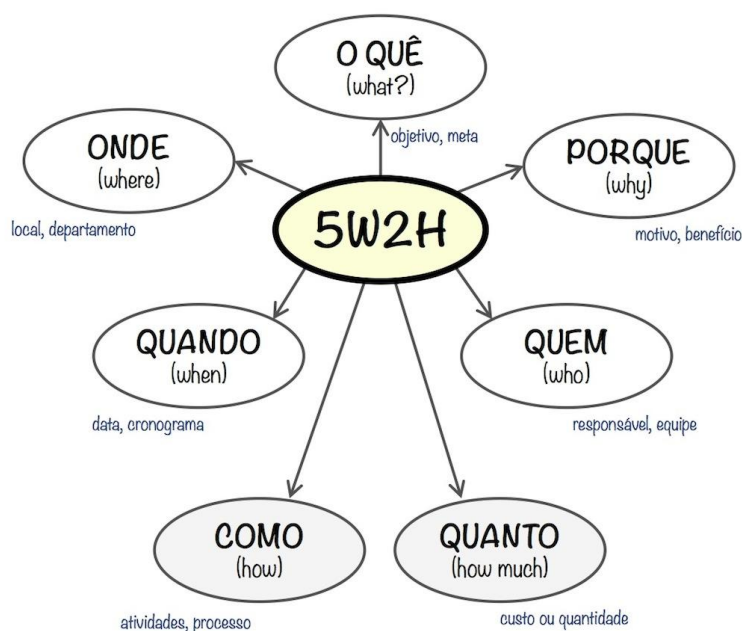 O QUÊ
(what?)
objetivo, meta
ONDE
(where)
local, departamento
PORQUE
(why)
motivo, benefício
5W2H
QUANDO
(when)
data, cronograma
QUEM
(who)
responsável, equipe
COMO
(how)
atividades, processo
QUANTO
(how much)
custo ou quantidade